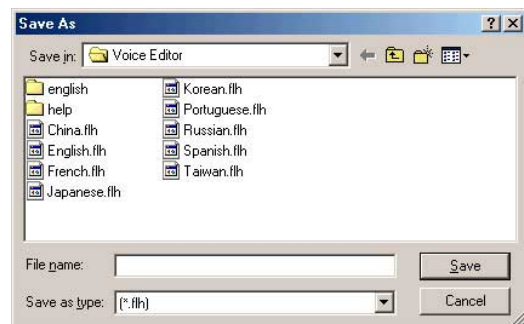 Save As
Save in: Voice Editor
english
help
China.flh
English.flh
French.flh
Japanese.flh
Korean.flh
Portuguese.flh
Russian.flh
Spanish.flh
Taiwan.flh
File name:
Save
Save as type: (*.flh)
Cancel